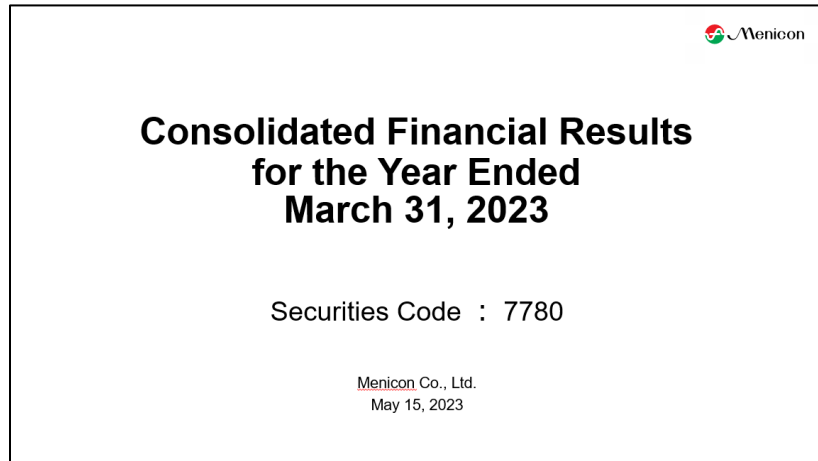 Menicon
Consolidated Financial Results
for the Year Ended
March 31, 2023
Securities Code ： 7780
Menicon Co., Ltd.
May 15, 2023